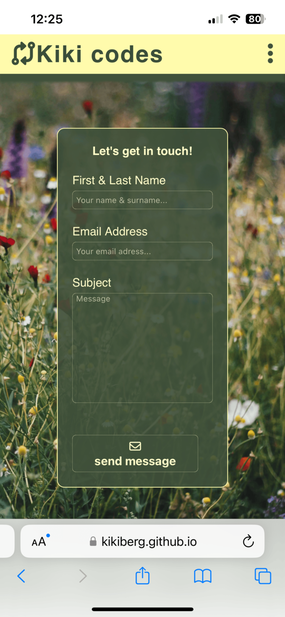 12:25
80
Kiki codes
Let's get in touch!
First & Last Name
Your name & surname...
Email Address
Your email adress...
Subject
Message
send message
AA
kikiberg.github.io